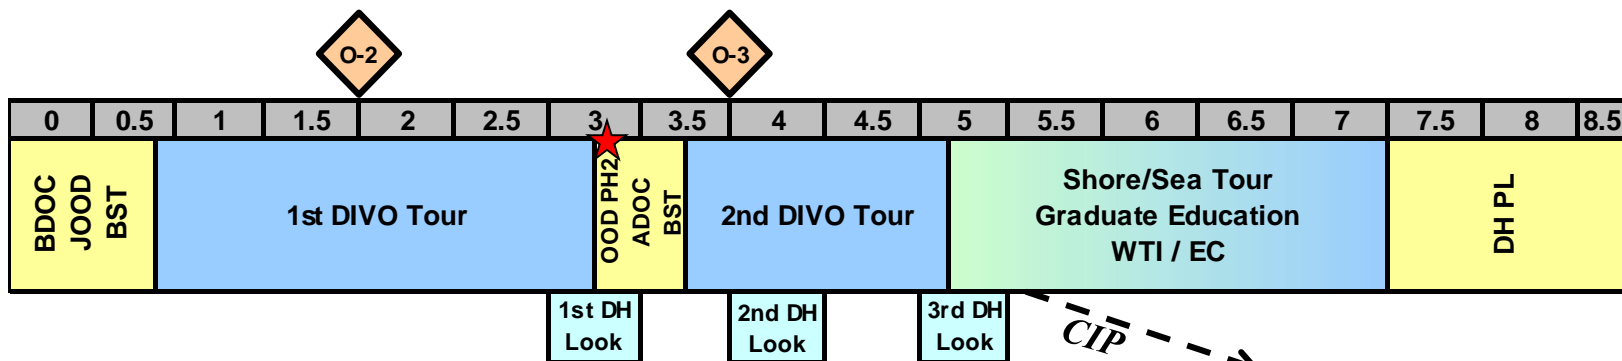 O-2
O-3
0 0.5 1 1.5 2 2.5 3 3.5 4 4.5 5 5.5 6 6.5 7 7.5 8 8.5
BDOC
JOOD
BST
1st DIVO Tour
OOD PH2
ADOC
BST
2nd DIVO Tour
Shore/Sea Tour
Graduate Education
WTI / EC
DH PL
1st DH
Look
2nd DH
Look
3rd DH
Look
CIP